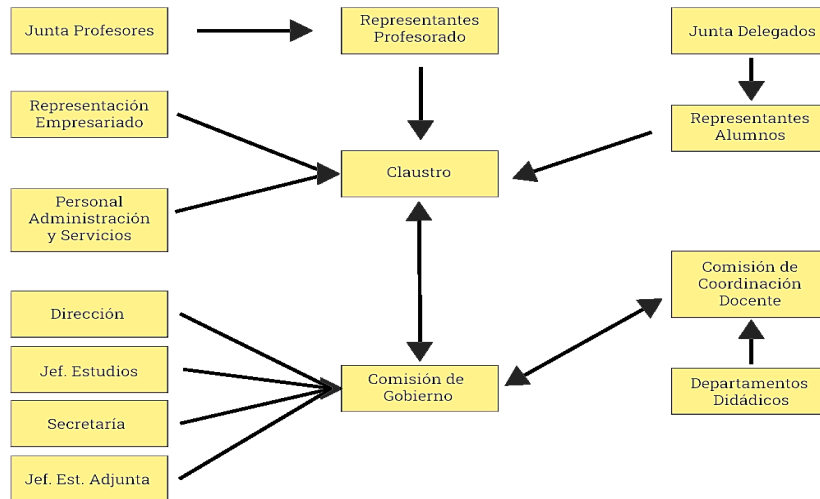 Junta Profesores
Representantes
Profesorado
Junta Delegados
Representación
Empresariado
Representantes
Alumnos
Claustro
Personal
Administración
y Servicios
Comisión de
Coordinación
Docente
Dirección
Jef. Estudios
Comisión de
Gobierno
Departamentos
Didádicos
Secretaría
Jef. Est. Adjunta